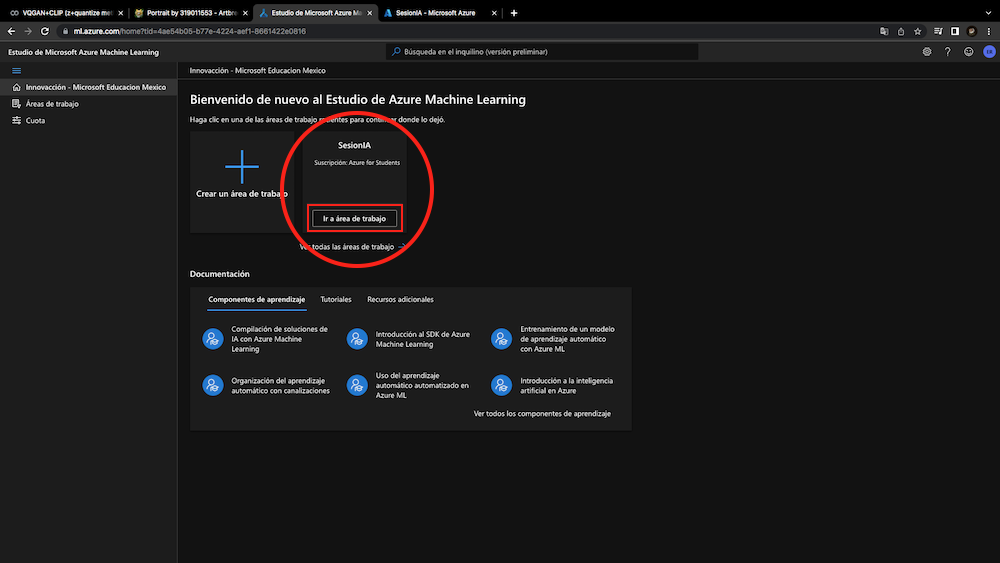 VQGAN+CLIP (z+quantize me
Portrait by 319011553 - Artbre
Estudio de Microsoft Azure Ma
SesionIA - Microsoft Azure
ml.azure.com/home?tid=4ae54b05-b77e-4224-aef1-8661422e0816
Estudio de Microsoft Azure Machine Learning
Búsqueda en el inquilino (versión preliminar)
Innovacción - Microsoft Educacion Mexico
Áreas de trabajo
Cuota
Innovacción - Microsoft Educacion Mexico
Bienvenido de nuevo al Estudio de Azure Machine Learning
Haga clic en una de las áreas de trabajo recientes para continuar donde lo dejó.
Crear un área de trabajo
SesionIA
Suscripción: Azure for Students
Ir a área de trabajo
Ver todas las áreas de trabajo
Documentación
Componentes de aprendizaje
Tutoriales
Recursos adicionales
Compilación de soluciones de
IA con Azure Machine
Learning
Introducción al SDK de Azure
Machine Learning
Entrenamiento de un modelo
de aprendizaje automático
con Azure ML
Organización del aprendizaje
automático con canalizaciones
Uso del aprendizaje
automático automatizado en
Azure ML
Introducción a la inteligencia
artificial en Azure
Ver todos los componentes de aprendizaje